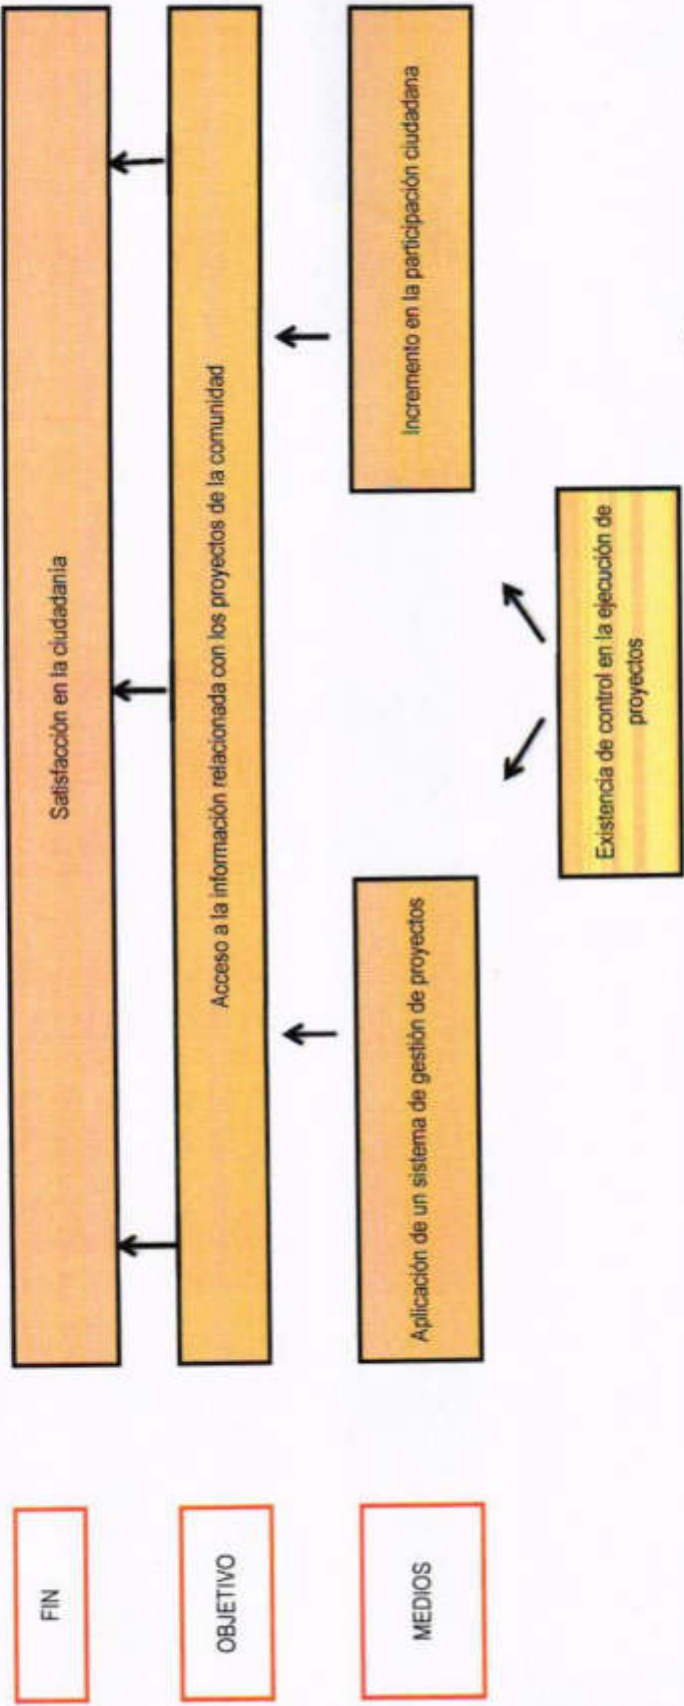 FIN
Satisfacción en la ciudadanía
OBJETIVO
Acceso a la información relacionada con los proyectos de la comunidad
MEDIOS
Aplicación de un sistema de gestión de proyectos
Incremento en la participación ciudadana
Existencia de control en la ejecución de
proyectos